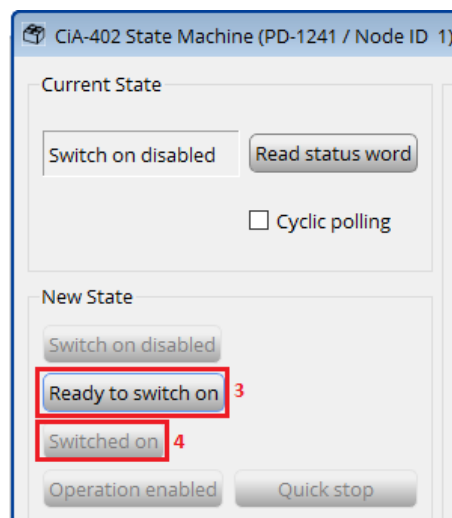 CiA-402 State Machine (PD-1241 / Node ID 1)
Current State
Switch on disabled
Read status word
Cyclic polling
New State
Switch on disabled
Ready to switch on 3
Switched on 4
Operation enabled
Quick stop